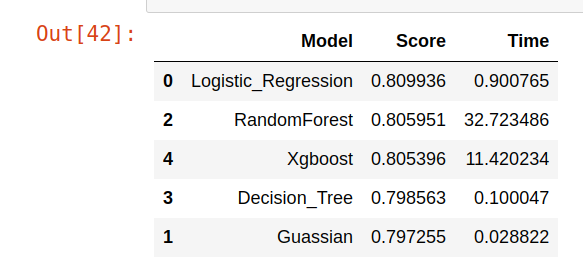 Out[42]:
Model Score Time
0 Logistic_Regression 0.809936 0.900765
2 RandomForest 0.805951 32.723486
4 Xgboost 0.805396 11.420234
3 Decision_Tree 0.798563 0.100047
1 Guassian 0.797255 0.028822